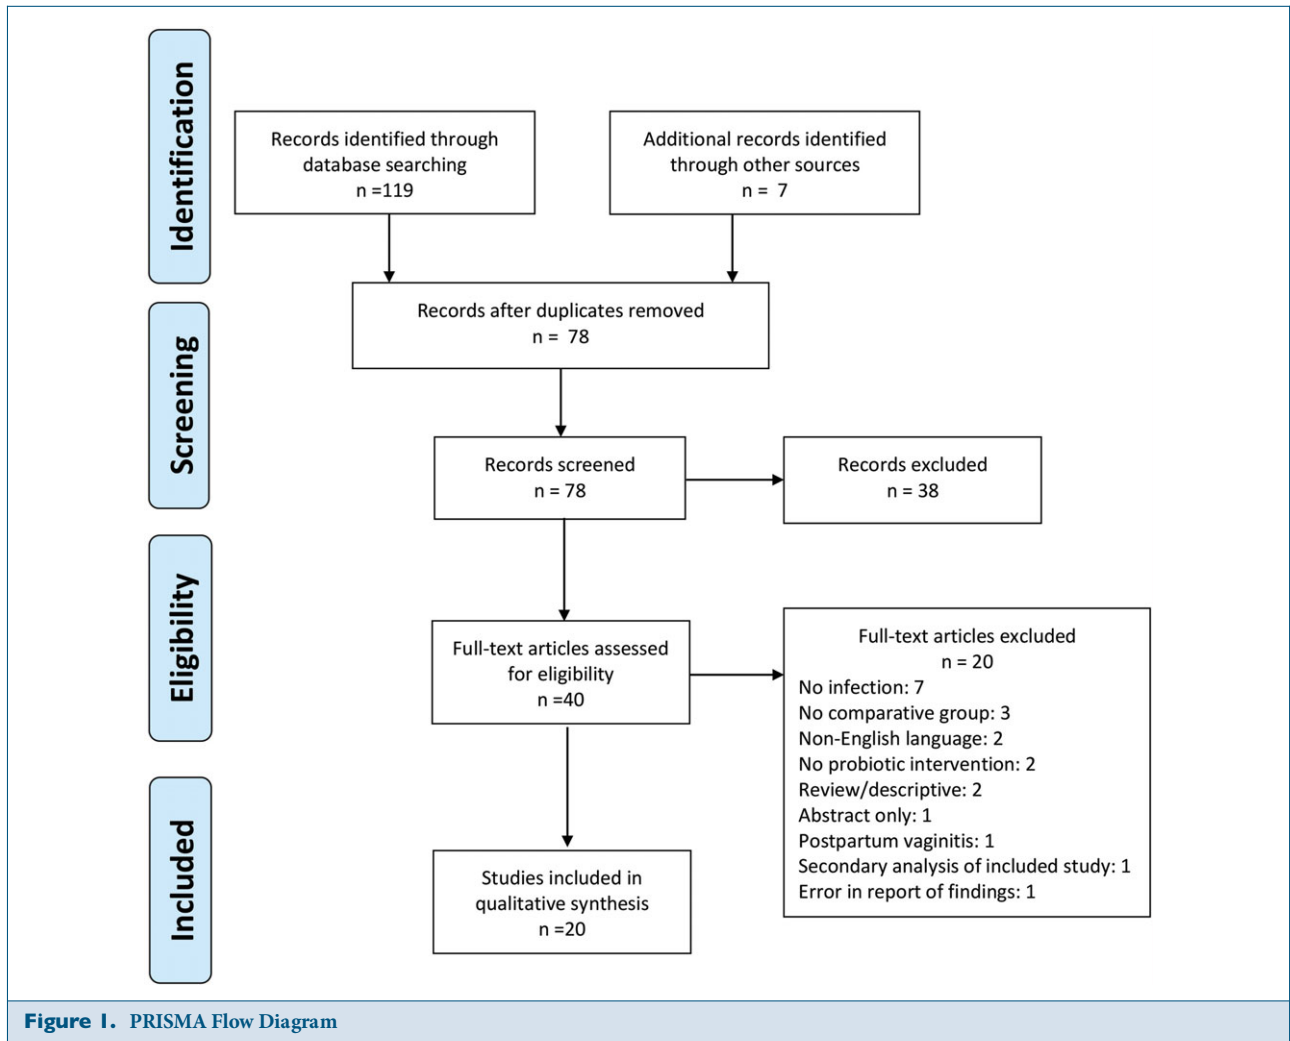 Identification
Records identified through
database searching
n =119
Additional records identified
through other sources
n = 7
Screening
Records after duplicates removed
n = 78
Records screened
n = 78
Records excluded
n = 38
Eligibility
Full-text articles assessed
for eligibility
n =40
Full-text articles excluded
n = 20
No infection: 7
No comparative group: 3
Non-English language: 2
No probiotic intervention: 2
Review/descriptive: 2
Abstract only: 1
Postpartum vaginitis: 1
Secondary analysis of included study: 1
Error in report of findings: 1
Included
Studies included in
qualitative synthesis
n =20
Figure 1. PRISMA Flow Diagram